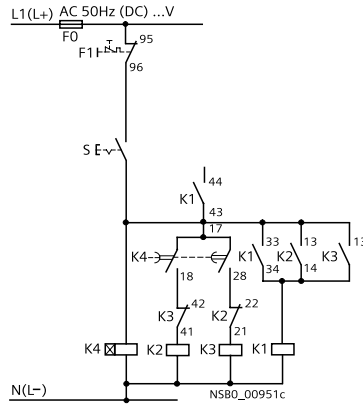 L1(L+) AC 50Hz (DC) ...V
F0
F1 95
96
S
44
K1
43
17
K4 K1 33 K2 13 K3 13
34 14
18 28
K3 42 K2 22
41 21
K4 K2 K3 K1
N(L-) NSB0_00951c